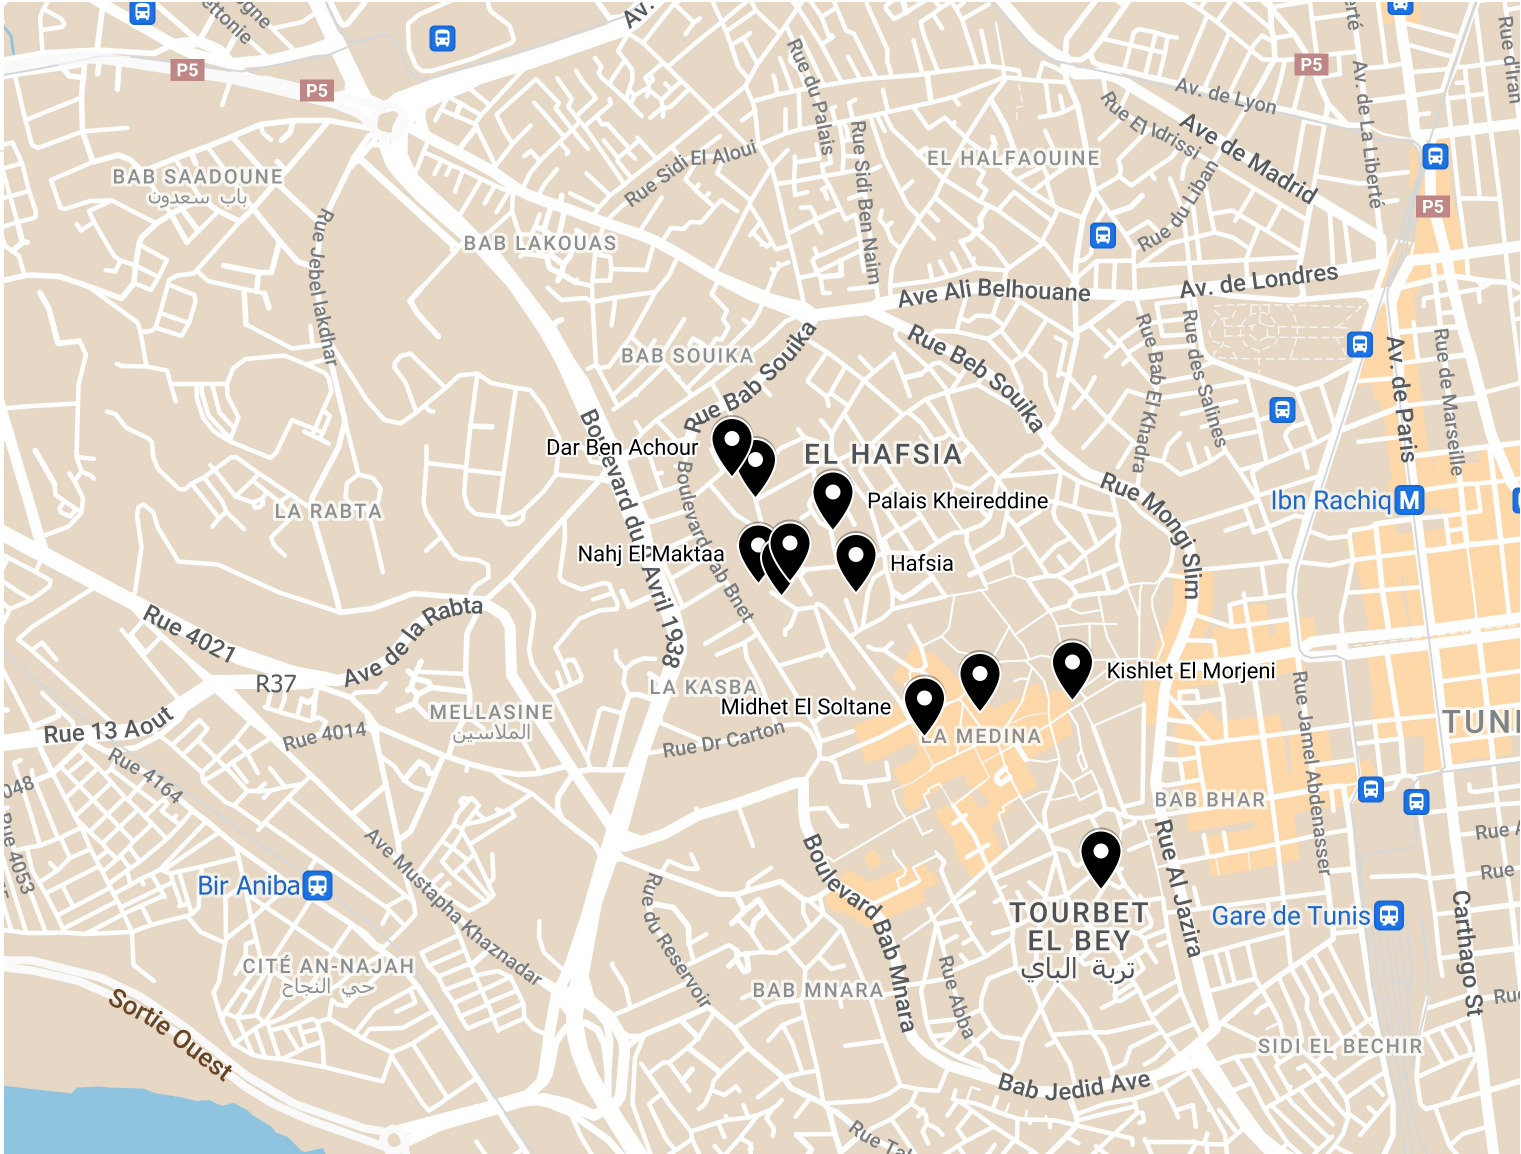 Av.
P5
P5
P5
Av. de Lyon
Rue du Palais
Rue El Idrissi
Ave de Madrid
Av. de La Liberté
Rue d'Iran
BAB SAADOUNE
باب سعدون
Rue Sidi El Aloui
Rue Sidi Ben Naim
EL HALFAOUINE
Rue du Liban
P5
Rue Jebel lakdhar
BAB LAKOUAS
Ave Ali Belhouane
Av. de Londres
BAB SOUIKA
Rue Bab Souika
Rue Beb Souika
Rue Bab El Khadra
Rue des Salines
Av. de Paris
Rue de Marseille
Dar Ben Achour
EL HAFSIA
Palais Kheireddine
Rue Mongi Slim
Ibn Rachiq
M
LA RABTA
Boulevard du 9 Avril 1938
Boulevard Bab Bnet
Nahj El Maktaa
Hafsia
Rue 4021
Ave de la Rabta
R37
Rue 13 Aout
LA KASBA
Midhet El Soltane
Kishlet El Morjeni
LA MEDINA
MELLASINE
الملاسين
Rue 4014
Rue Dr Carton
Rue Jamel Abdenasser
TUNI
048
Rue 4164
Rue 4053
BAB BHAR
Ave Mustapha Khaznadar
Bir Aniba
Rue du Reservoir
Boulevard Bab Mnara
Rue Al Jazira
TOURBET
EL BEY
تربة الباي
Gare de Tunis
Carthago St
Rue A
Rue
Rue
CITÉ AN-NAJAH
حي النجاح
BAB MNARA
Rue Abba
Sortie Ouest
SIDI EL BECHIR
Bab Jedid Ave